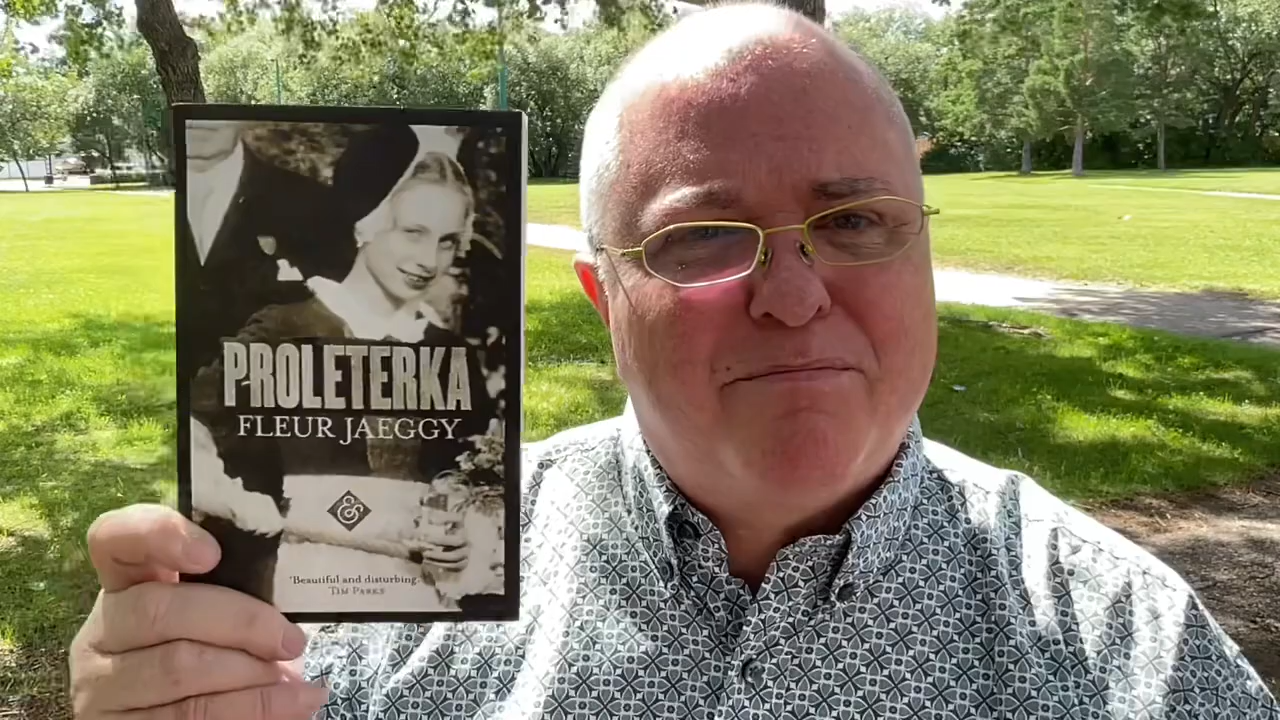 PROLETERKA
FLEUR JAEGGY
&
'Beautiful and disturbing.'
TIM PARKS